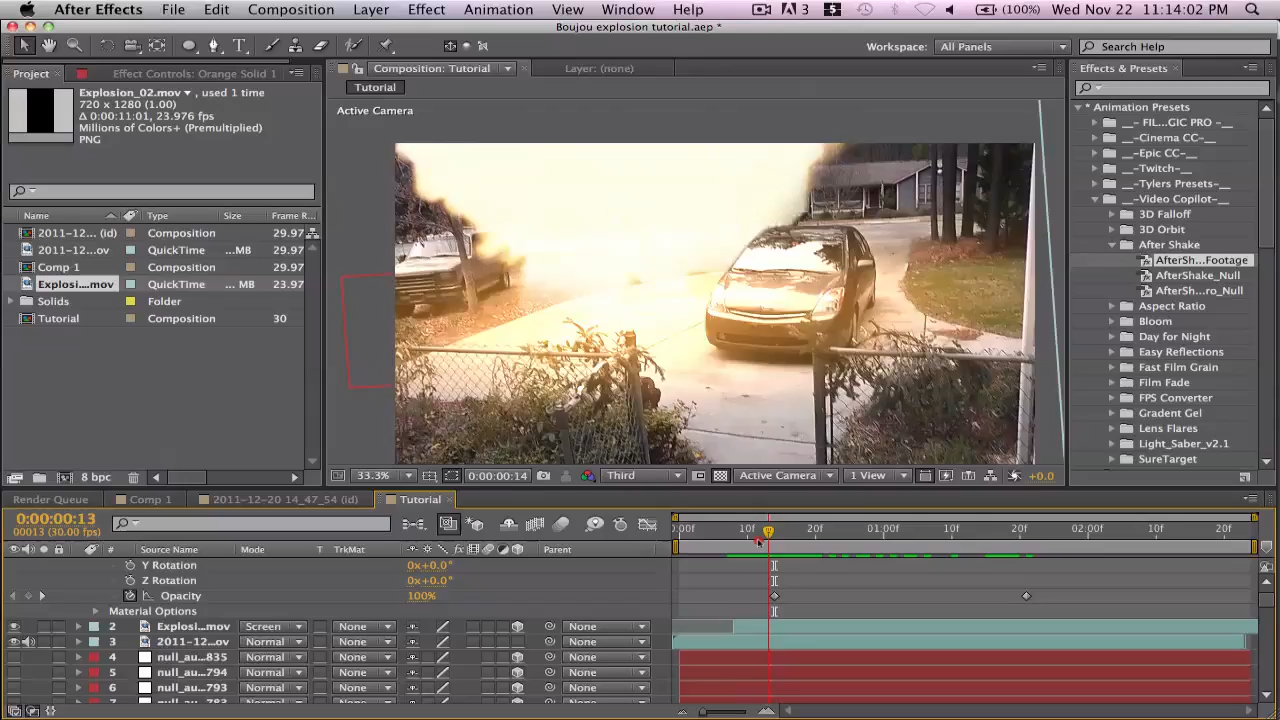 After Effects File Edit Composition Layer Effect Animation View Window Help 3 5 (100%) Wed Nov 22 11:14:02 PM
Boujou explosion tutorial.aep *
Workspace: All Panels Search Help
Project Effect Controls: Orange Solid 1
Composition: Tutorial
Layer: (none)
Effects & Presets
Explosion_02.mov , used 1 time
720 x 1280 (1.00)
Δ 0:00:11:01, 23.976 fps
Millions of Colors+ (Premultiplied)
PNG
Tutorial
Active Camera
Name Type Size Frame R...
2011-12... (id) Composition 29.97
2011-12...ov QuickTime ... MB 29.97
Comp 1 Composition 29.97
Explosi....mov QuickTime ... MB 23.97
Solids Folder
Tutorial Composition 30
8 bpc
33.3% 0:00:00:14 Third Active Camera 1 View +0.0
* Animation Presets
__- FIL...GIC PRO -__
__-Cinema CC-__
__-Epic CC-__
__-Twitch-__
__-Tylers Presets-__
__-Video Copilot-__
3D Falloff
3D Orbit
After Shake
AfterSh...Footage
AfterShake_Null
AfterSh...ro_Null
Aspect Ratio
Bloom
Day for Night
Easy Reflections
Fast Film Grain
Film Fade
FPS Converter
Gradent Gel
Lens Flares
Light_Saber_v2.1
SureTarget
Render Queue Comp 1 2011-12-20 14_47_54 (id) Tutorial
0:00:00:13
00013 (30.00 fps)
:00f 10f 20f 01:00f 10f 20f 02:00f 10f 20f
# Source Name Mode T TrkMat Parent
Y Rotation 0x+0.0°
Z Rotation 0x+0.0°
Opacity 100%
Material Options
2 Explosi....mov Screen None None
3 2011-12...ov Normal None None
4 null_au...835 Normal None None
5 null_au...794 Normal None None
6 null_au...793 Normal None None